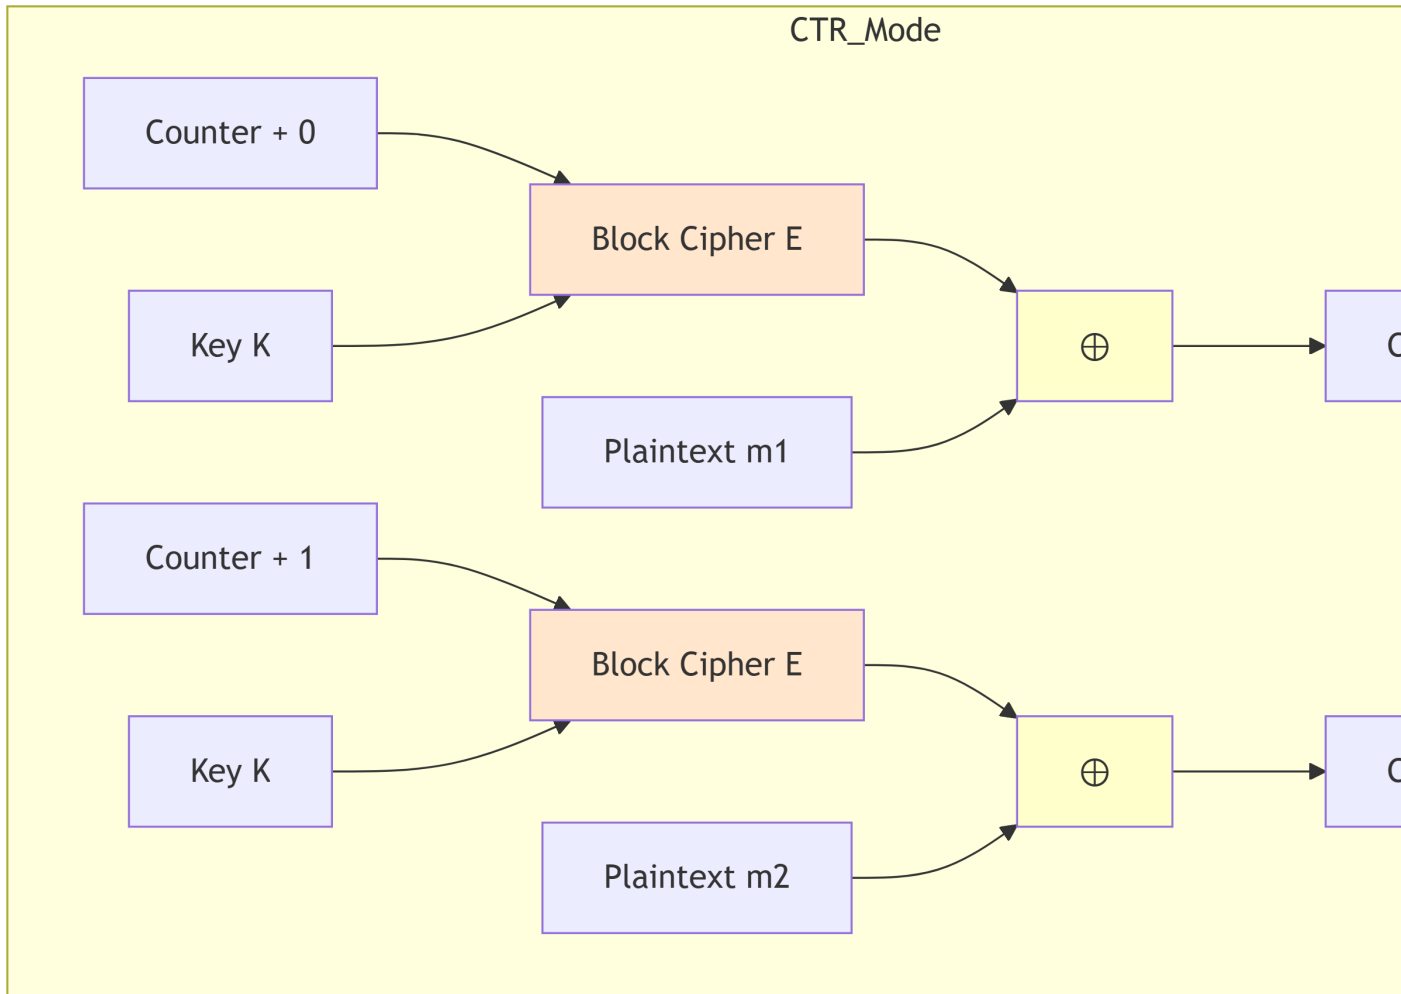 CTR_Mode
Counter + 0
Block Cipher E
Key K
⊕
Plaintext m1
Counter + 1
Block Cipher E
Key K
⊕
Plaintext m2